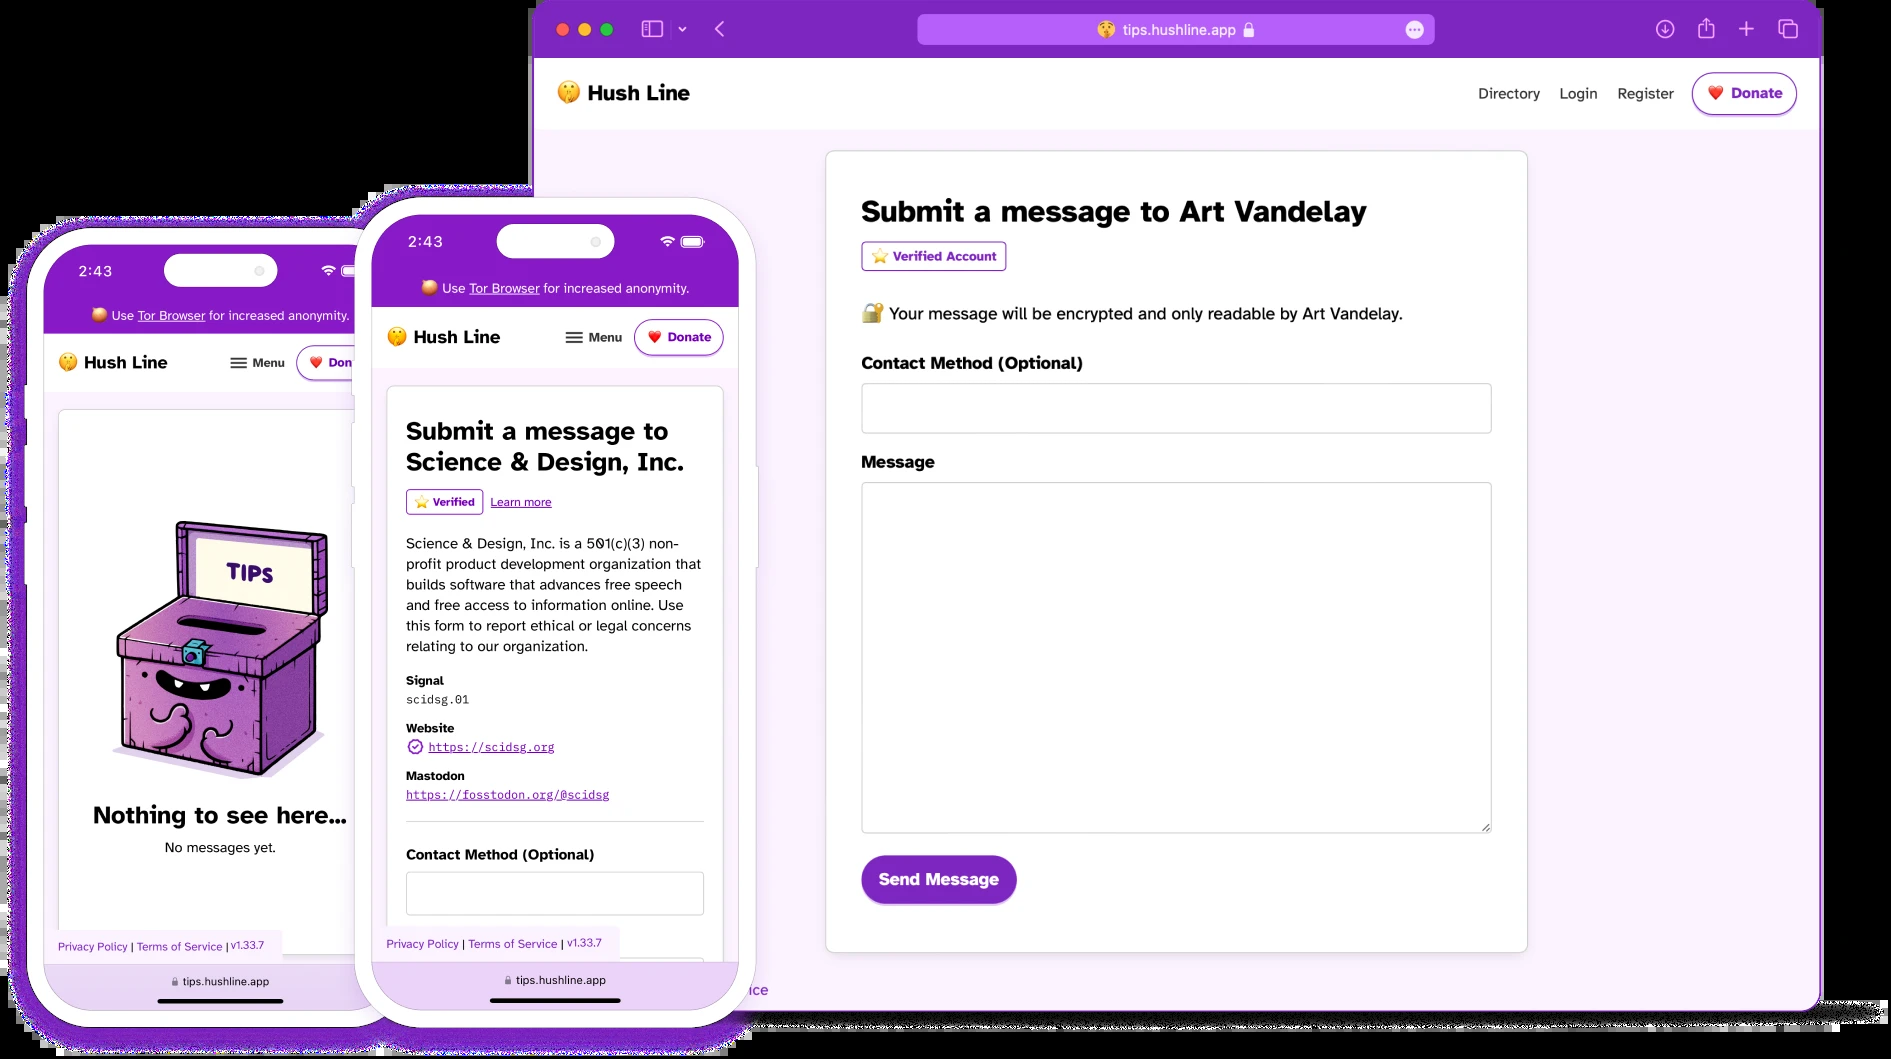 2:43
Use Tor Browser for increased anonymity.
Hush Line
Menu
Don
TIPS
Nothing to see here...
No messages yet.
Privacy Policy | Terms of Service | v1.33.7
tips.hushline.app
2:43
Use Tor Browser for increased anonymity.
Hush Line
Menu
Donate
Submit a message to
Science & Design, Inc.
Verified Learn more
Science & Design, Inc. is a 501(c)(3) non-
profit product development organization that
builds software that advances free speech
and free access to information online. Use
this form to report ethical or legal concerns
relating to our organization.
Signal
scidsg.01
Website
https://scidsg.org
Mastodon
https://fosstodon.org/@scidsg
Contact Method (Optional)
Privacy Policy | Terms of Service | v1.33.7
tips.hushline.app
tips.hushline.app
Hush Line
Directory Login Register Donate
Submit a message to Art Vandelay
Verified Account
Your message will be encrypted and only readable by Art Vandelay.
Contact Method (Optional)
Message
Send Message
ice